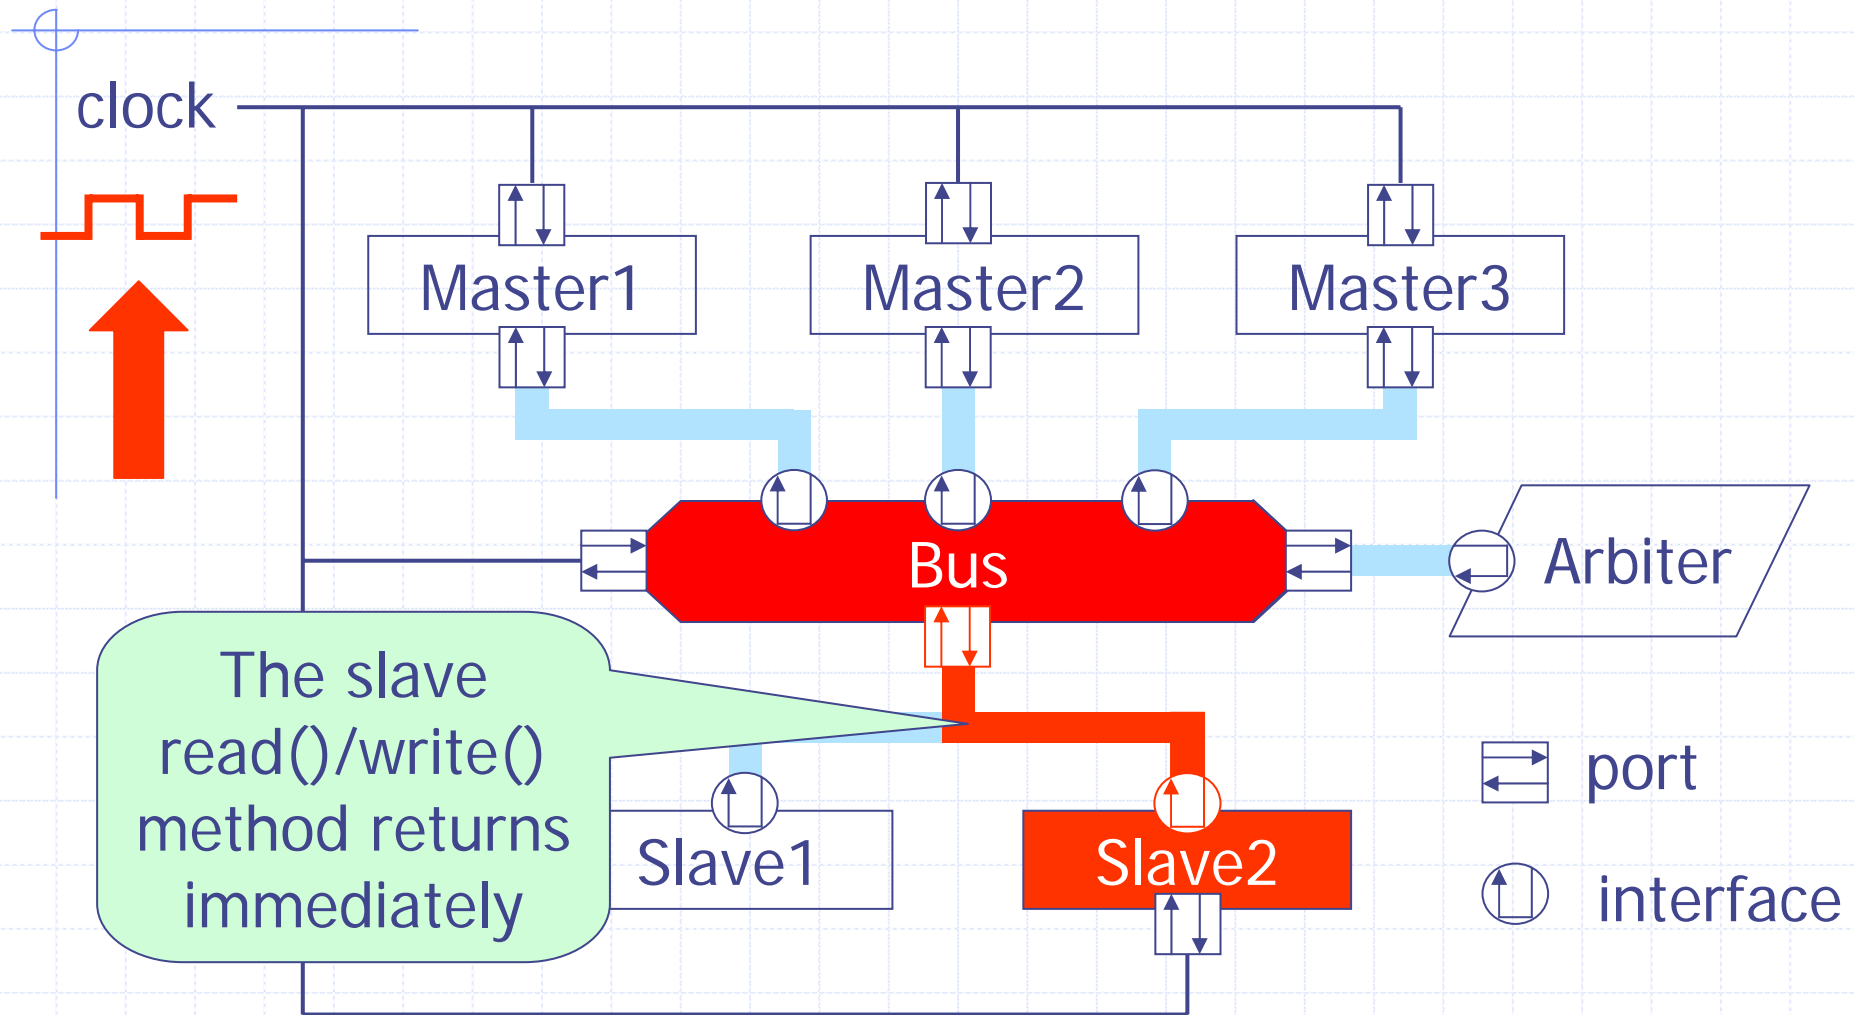 clock
Master1
Master2
Master3
Bus
Arbiter
The slave
read()/write()
method returns
immediately
Slave1
Slave2
port
interface